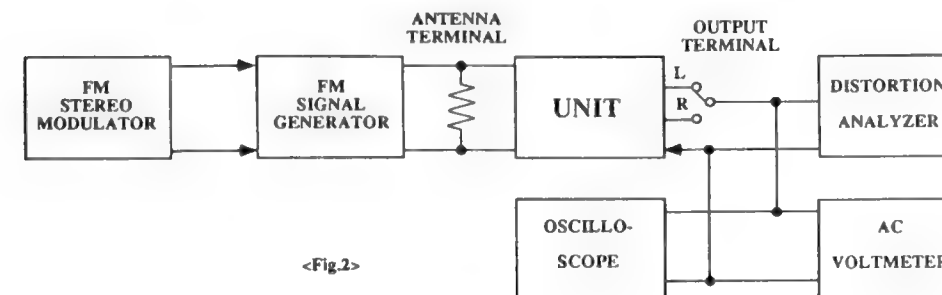 ANTENNA
TERMINAL
OUTPUT
TERMINAL
FM
STEREO
MODULATOR
FM
SIGNAL
GENERATOR
UNIT
L
R
DISTORTION
ANALYZER
OSCILLO-
SCOPE
AC
VOLTMETER
<Fig.2>